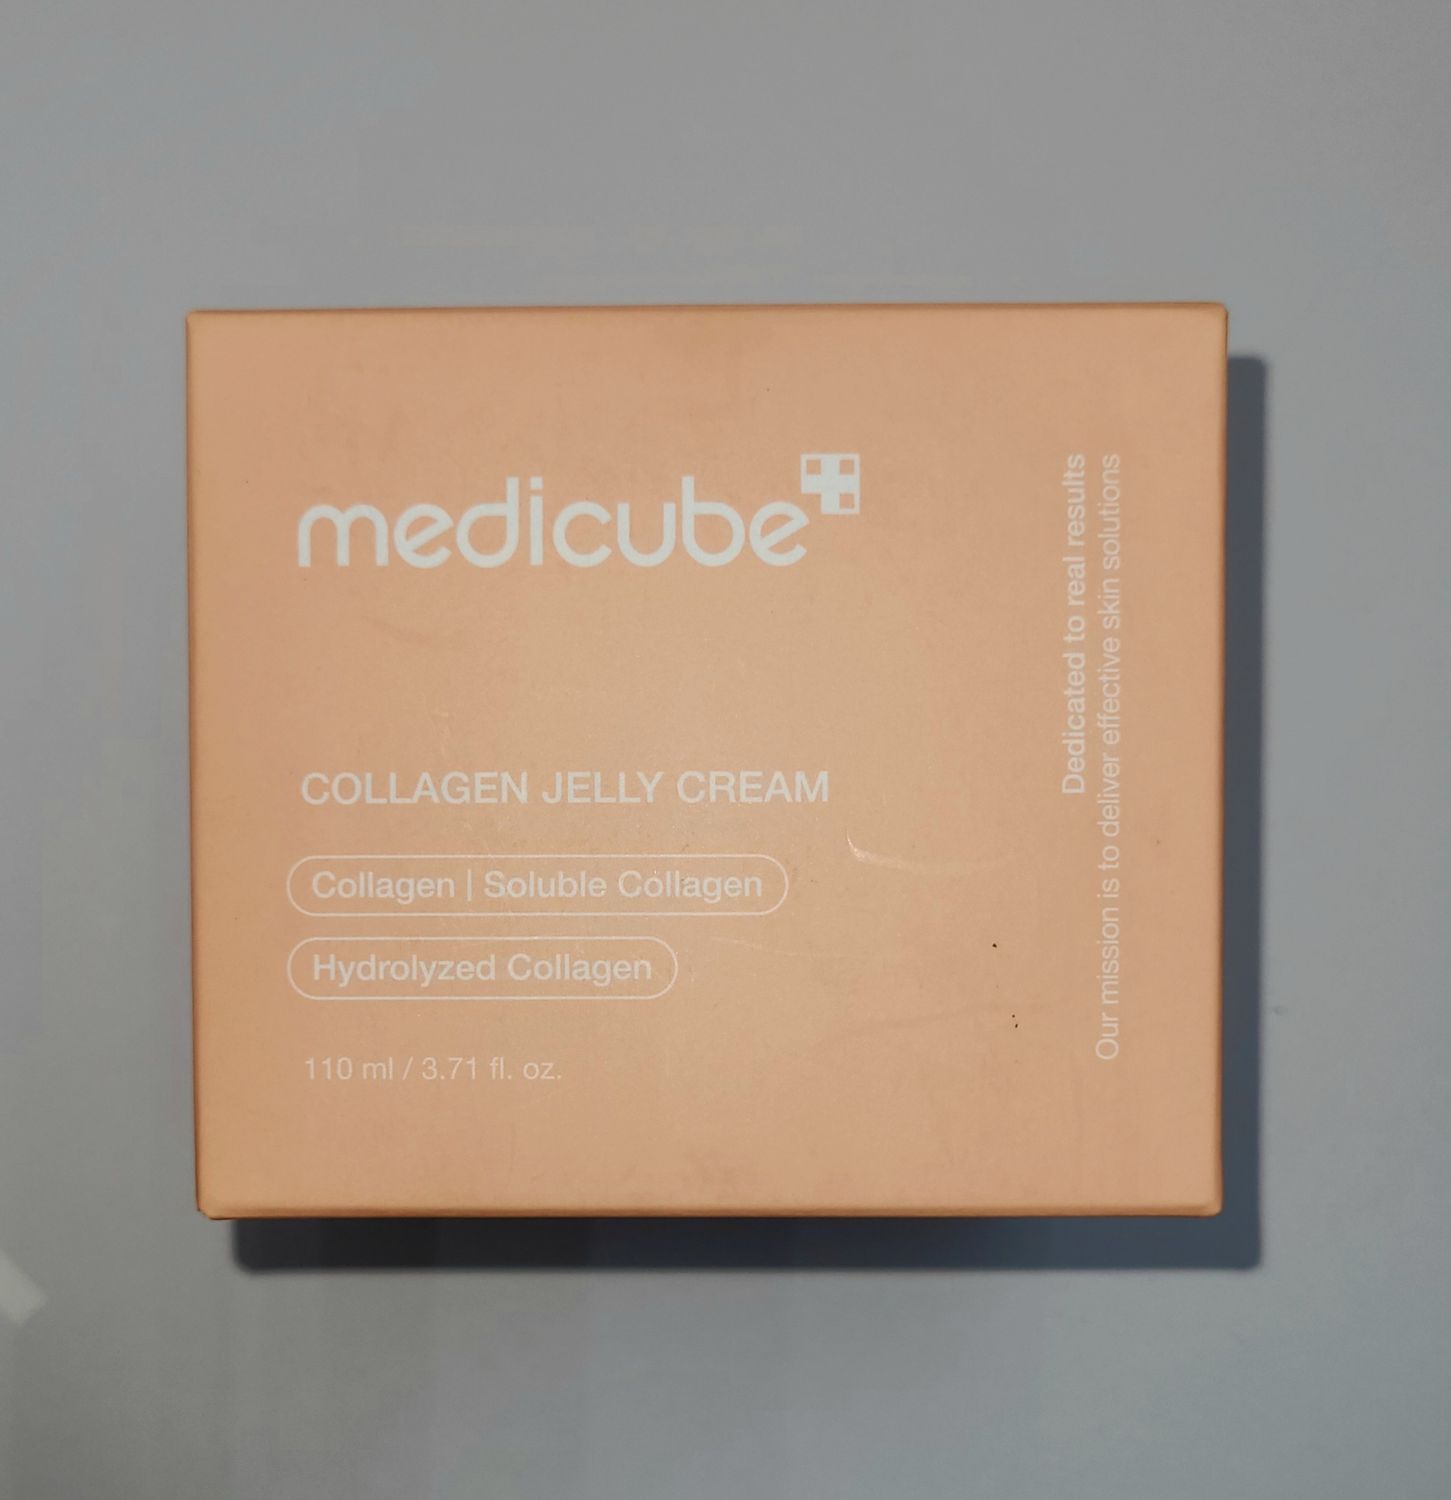 medicube
COLLAGEN JELLY CREAM
Collagen | Soluble Collagen
Hydrolyzed Collagen
110 ml / 3.71 fl. oz.
Dedicated to real results
Our mission is to deliver effective skin solutions